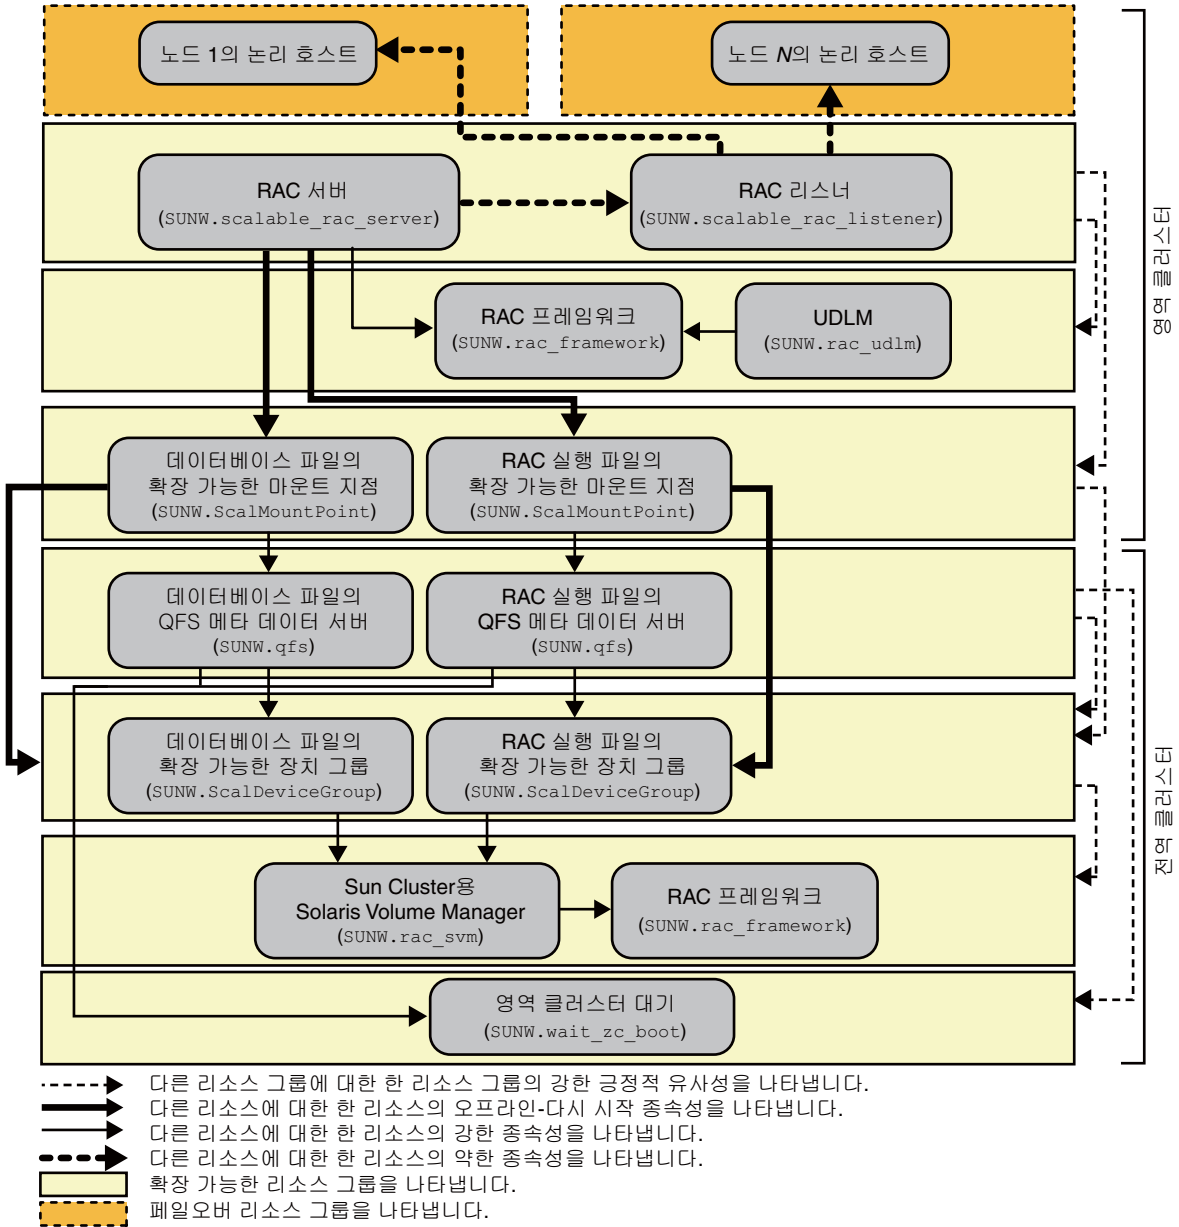 노드 1의 논리 호스트
노드 N의 논리 호스트
RAC 서버
(SUNW.scalable_rac_server)
RAC 리스너
(SUNW.scalable_rac_listener)
RAC 프레임워크
(SUNW.rac_framework)
UDLM
(SUNW.rac_udlm)
영역 클러스터
데이터베이스 파일의
확장 가능한 마운트 지점
(SUNW.ScalMountPoint)
RAC 실행 파일의
확장 가능한 마운트 지점
(SUNW.ScalMountPoint)
데이터베이스 파일의
QFS 메타 데이터 서버
(SUNW.qfs)
RAC 실행 파일의
QFS 메타 데이터 서버
(SUNW.qfs)
데이터베이스 파일의
확장 가능한 장치 그룹
(SUNW.ScalDeviceGroup)
RAC 실행 파일의
확장 가능한 장치 그룹
(SUNW.ScalDeviceGroup)
전역 클러스터
Sun Cluster용
Solaris Volume Manager
(SUNW.rac_svm)
RAC 프레임워크
(SUNW.rac_framework)
영역 클러스터 대기
(SUNW.wait_zc_boot)
다른 리소스 그룹에 대한 한 리소스 그룹의 강한 긍정적 유사성을 나타냅니다.
다른 리소스에 대한 한 리소스의 오프라인-다시 시작 종속성을 나타냅니다.
다른 리소스에 대한 한 리소스의 강한 종속성을 나타냅니다.
다른 리소스에 대한 한 리소스의 약한 종속성을 나타냅니다.
확장 가능한 리소스 그룹을 나타냅니다.
페일오버 리소스 그룹을 나타냅니다.